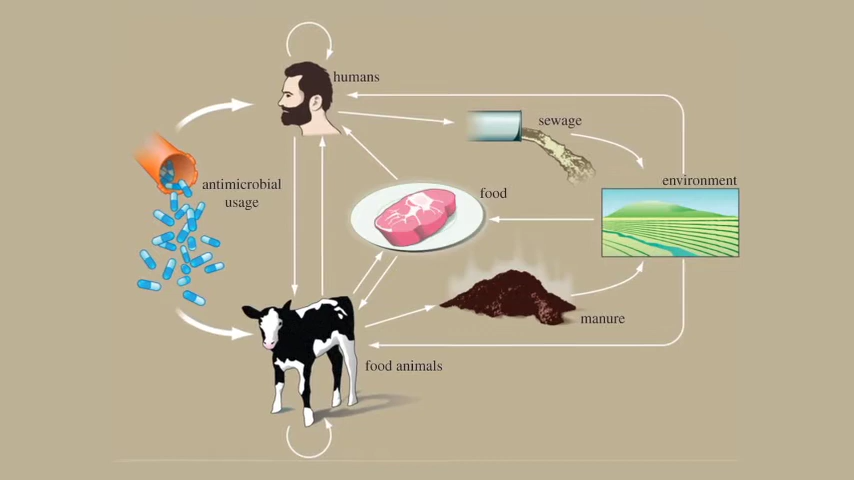 humans
sewage
antimicrobial
usage
food
environment
manure
food animals